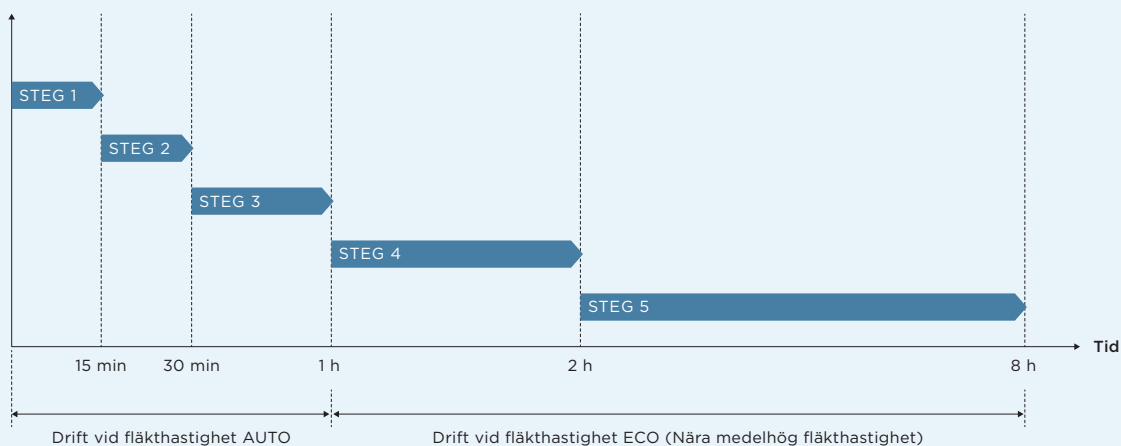 STEG 1
STEG 2
STEG 3
STEG 4
STEG 5
Tid
15 min 30 min 1 h 2 h 8 h
Drift vid fläkthastighet AUTO Drift vid fläkthastighet ECO (Nära medelhög fläkthastighet)